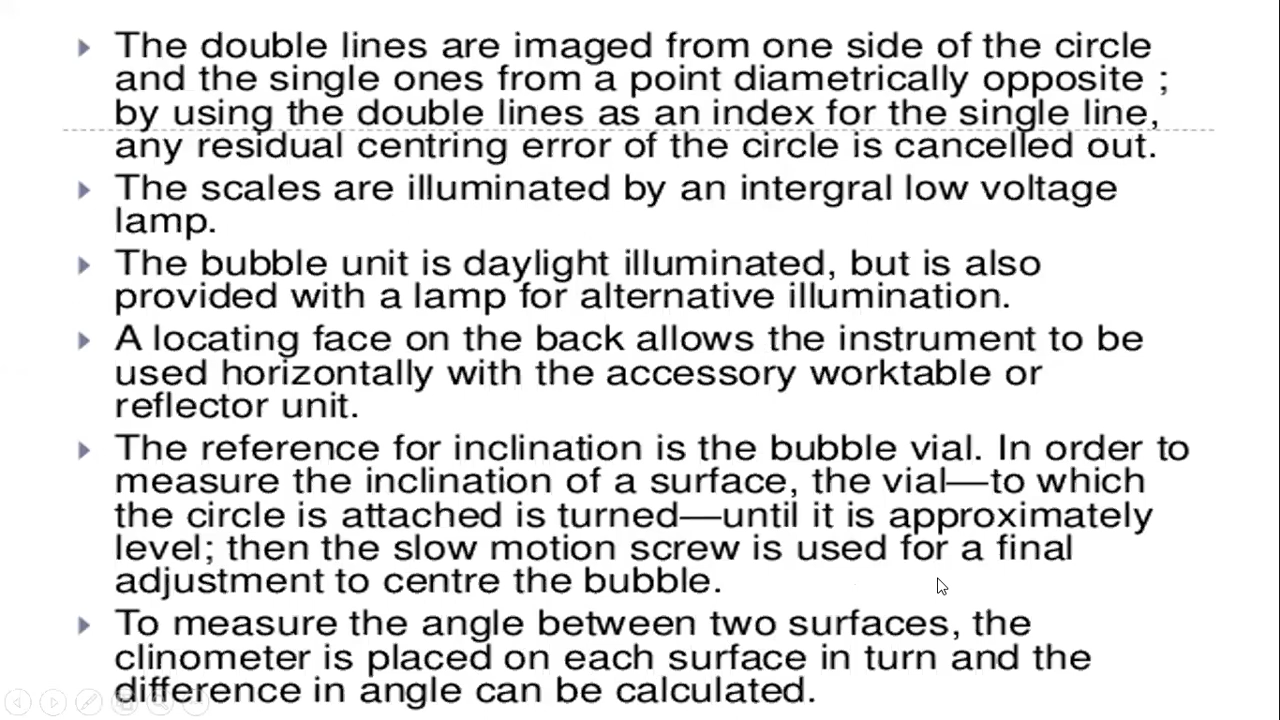 The double lines are imaged from one side of the circle
and the single ones from a point diametrically opposite ;
by using the double lines as an index for the single line,
any residual centring error of the circle is cancelled out.
The scales are illuminated by an intergral low voltage
lamp.
The bubble unit is daylight illuminated, but is also
provided with a lamp for alternative illumination.
A locating face on the back allows the instrument to be
used horizontally with the accessory worktable or
reflector unit.
The reference for inclination is the bubble vial. In order to
measure the inclination of a surface, the vial—to which
the circle is attached is turned—until it is approximately
level; then the slow motion screw is used for a final
adjustment to centre the bubble.
To measure the angle between two surfaces, the
clinometer is placed on each surface in turn and the
difference in angle can be calculated.